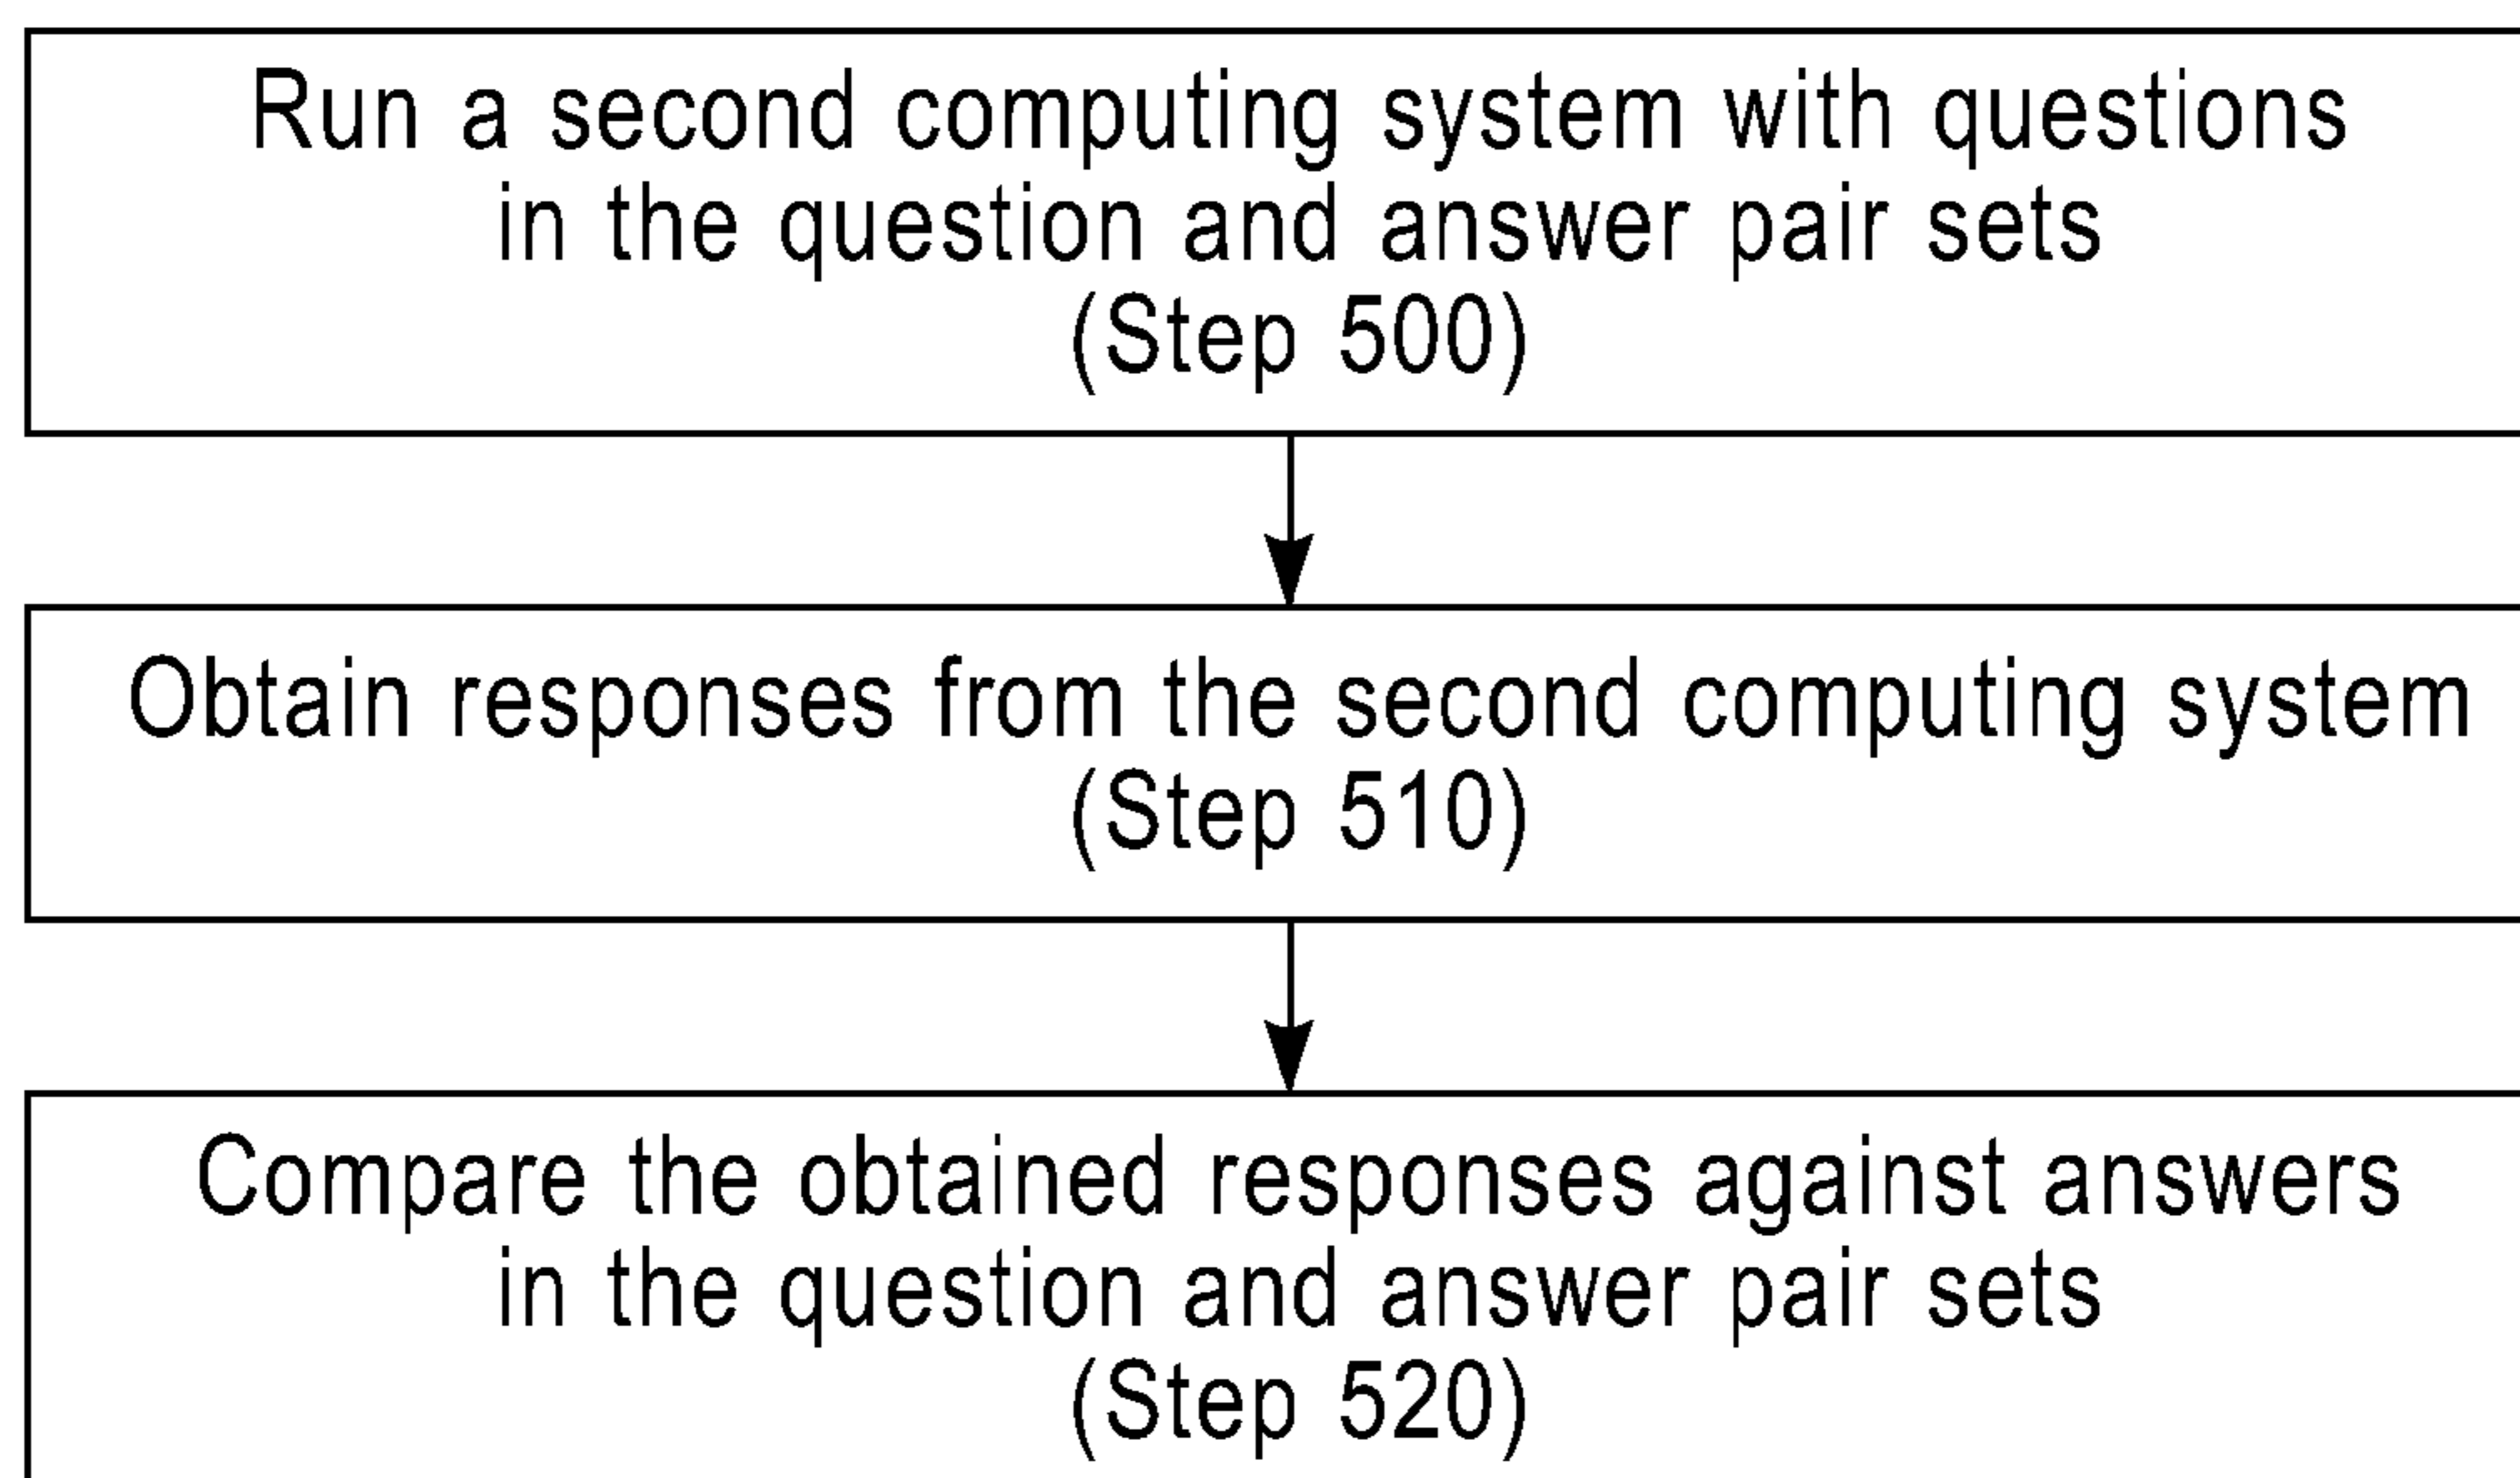 Run a second computing system with questions
in the question and answer pair sets
(Step 500)
Obtain responses from the second computing system
(Step 510)
Compare the obtained responses against answers
in the question and answer pair sets
(Step 520)